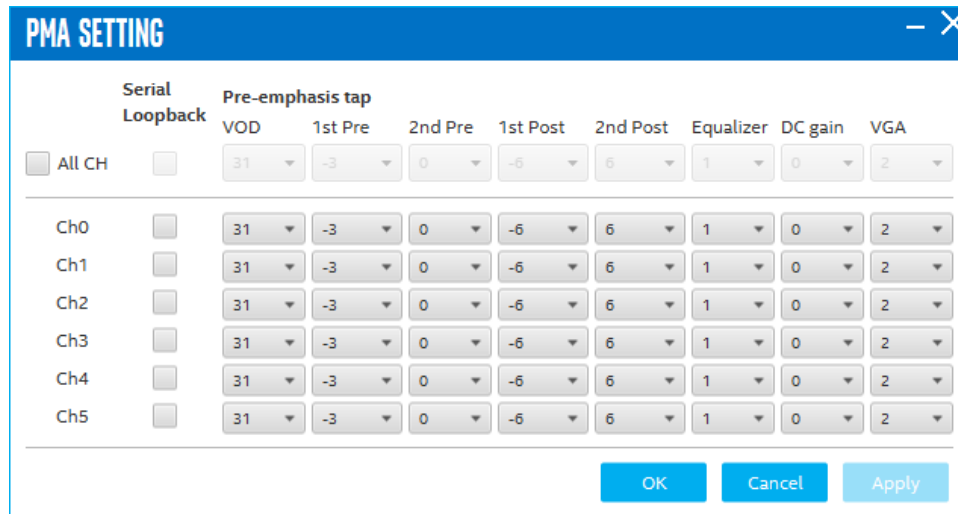 PMA SETTING
Serial Loopback
Pre-emphasis tap
VOD 1st Pre 2nd Pre 1st Post 2nd Post Equalizer DC gain VGA
All CH 31 -3 0 -6 6 1 0 2
Ch0 31 -3 0 -6 6 1 0 2
Ch1 31 -3 0 -6 6 1 0 2
Ch2 31 -3 0 -6 6 1 0 2
Ch3 31 -3 0 -6 6 1 0 2
Ch4 31 -3 0 -6 6 1 0 2
Ch5 31 -3 0 -6 6 1 0 2
OK Cancel Apply